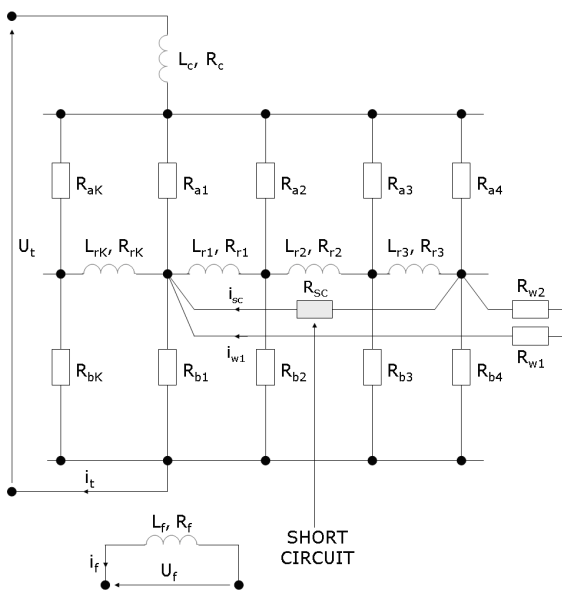 Lc, Rc
RaK
Ra1
Ra2
Ra3
Ra4
Ut
LrK, RrK
Lr1, Rr1
Lr2, Rr2
Lr3, Rr3
isc
RSC
Rw2
iw1
Rw1
RbK
Rb1
Rb2
Rb3
Rb4
it
Lf, Rf
SHORT
CIRCUIT
if
Uf